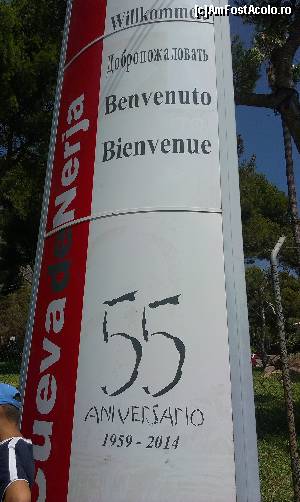 (c)AmFostAcolo.ro
Willkommen
Добропожаловать
Benvenuto
Bienvenue
Cueva de Nerja
55
ANIVERSARIO
1959 - 2014